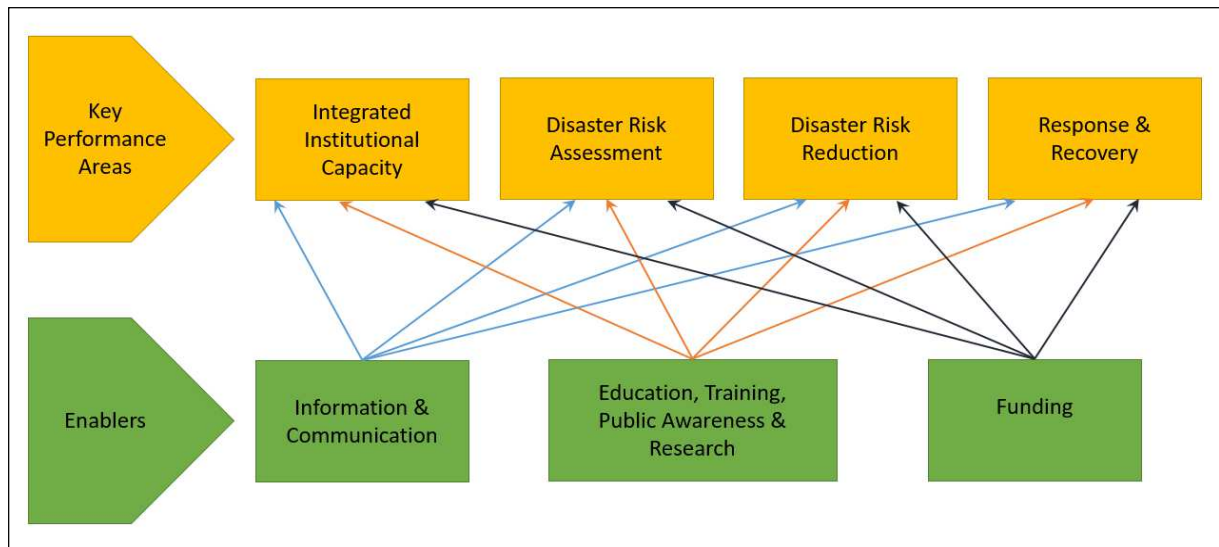 Key
Performance
Areas
Integrated
Institutional
Capacity
Disaster Risk
Assessment
Disaster Risk
Reduction
Response &
Recovery
Enablers
Information &
Communication
Education, Training,
Public Awareness &
Research
Funding